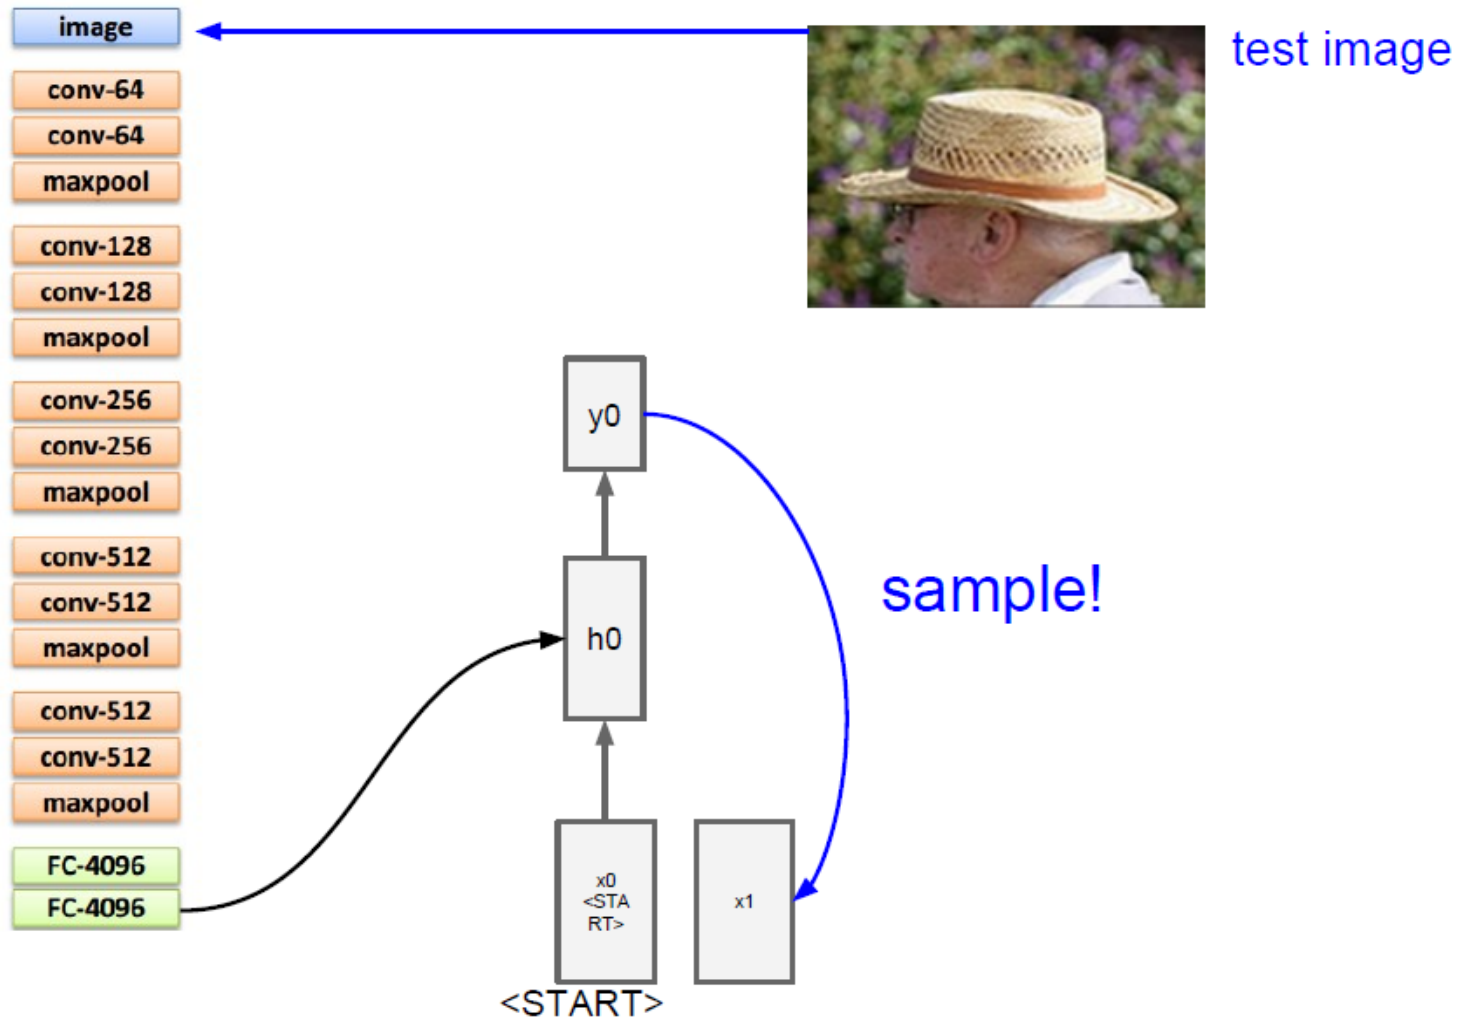 image
conv-64
conv-64
maxpool
conv-128
conv-128
maxpool
conv-256
conv-256
maxpool
conv-512
conv-512
maxpool
conv-512
conv-512
maxpool
FC-4096
FC-4096
test image
y0
sample!
h0
x0
<STA
RT>
x1
<START>